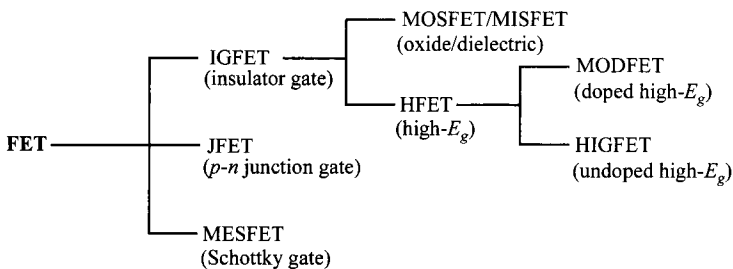 MOSFET/MISFET
(oxide/dielectric)
IGFET
(insulator gate)
MODFET
(doped high-E_g)
HFET
(high-E_g)
FET
JFET
(p-n junction gate)
HIGFET
(undoped high-E_g)
MESFET
(Schottky gate)